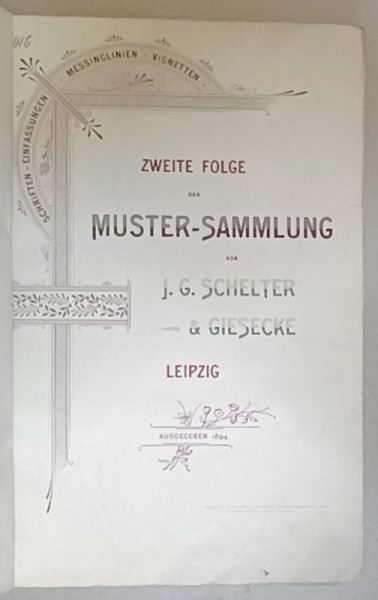 SCHRIFTEN · EINFASSUNGEN · MESSINGLINIEN · VIGNETTEN
ZWEITE FOLGE
DER
MUSTER-SAMMLUNG
VON
J. G. SCHELTER
& GIESECKE
LEIPZIG
AUSGEGEBEN 1894